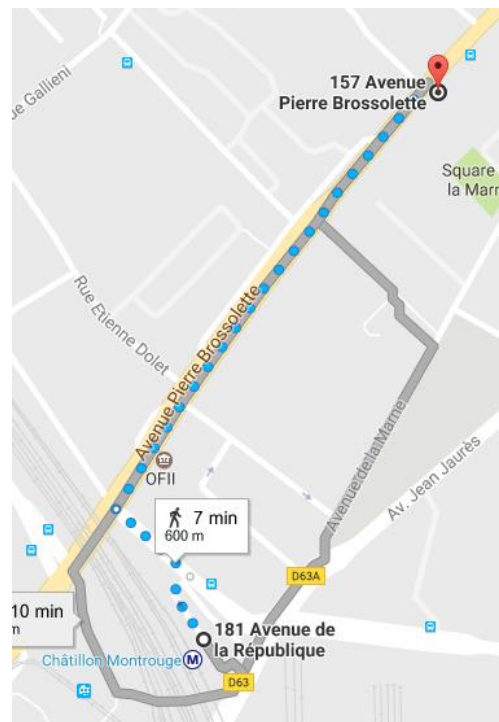 157 Avenue
Pierre Brossolette
ue Gallieni
Square
la Marn
Rue Etienne Dolet
Avenue Pierre Brossolette
OFII
Avenue de la Marne
Av. Jean Jaurès
7 min
600 m
D63A
10 min
m
181 Avenue de
la République
Châtillon Montrouge
M
D63